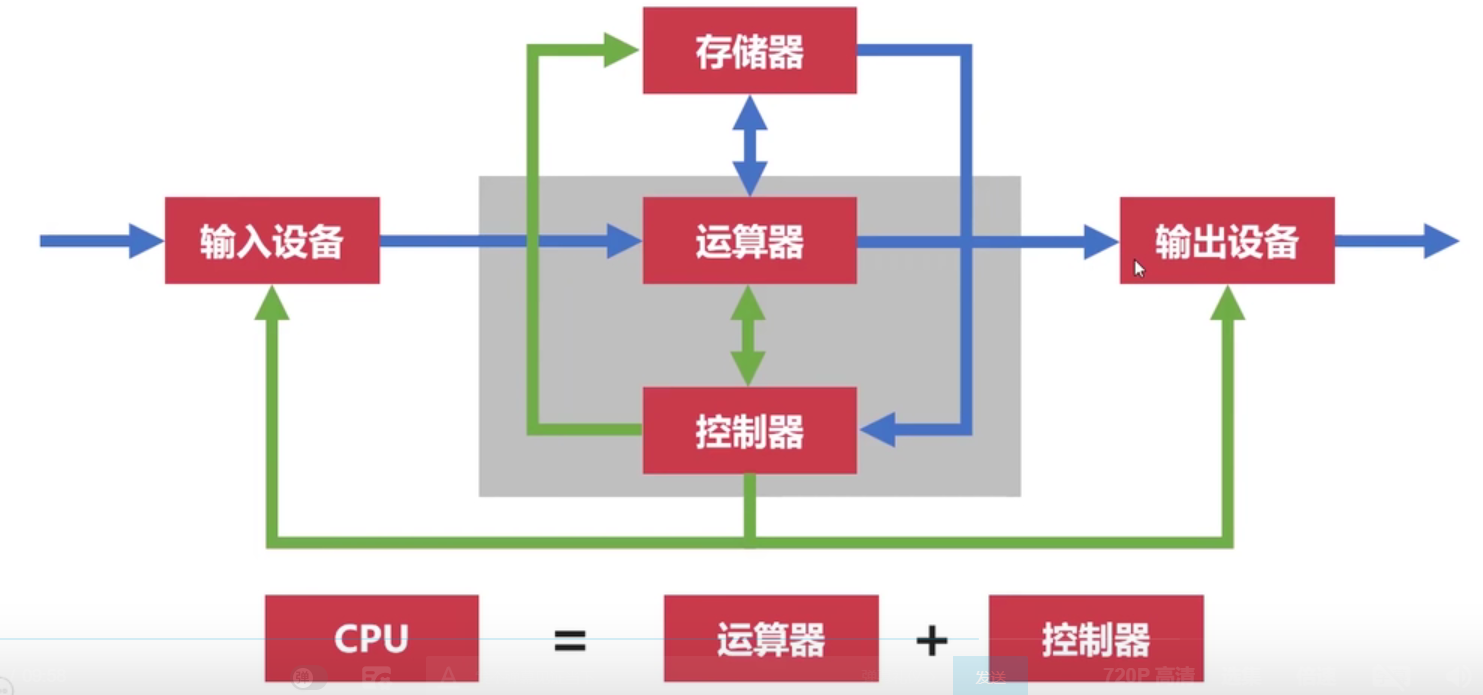 存储器
输入设备
运算器
输出设备
控制器
CPU = 运算器 + 控制器
发送
720P 高清